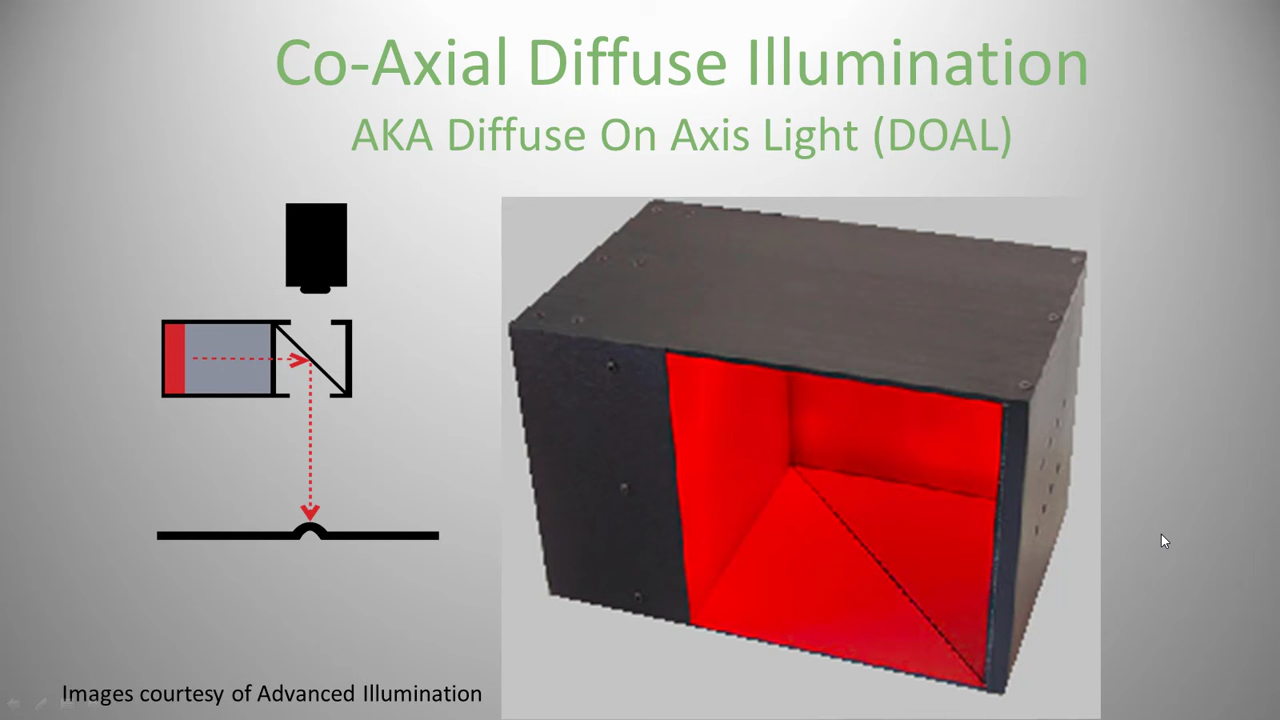 Co-Axial Diffuse Illumination
AKA Diffuse On Axis Light (DOAL)
Images courtesy of Advanced Illumination